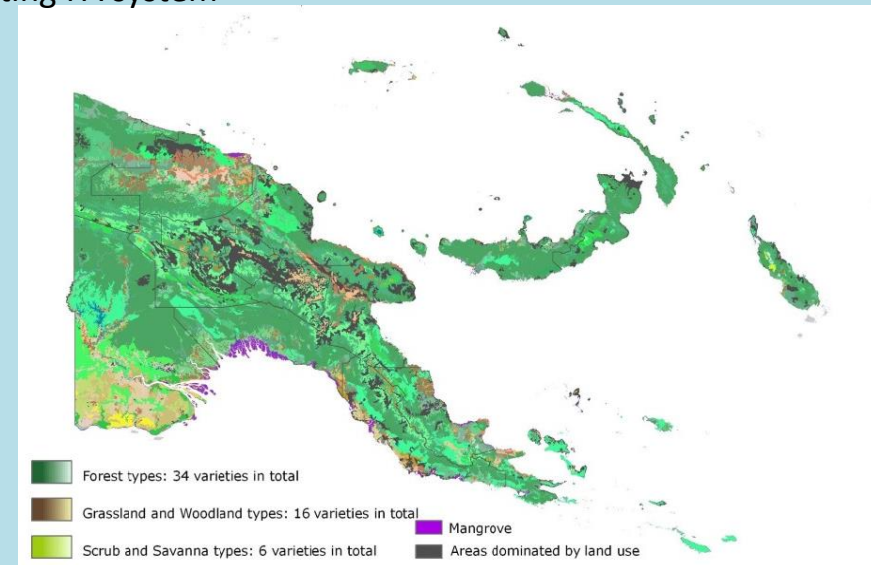 Forest types: 34 varieties in total
Grassland and Woodland types: 16 varieties in total
Mangrove
Scrub and Savanna types: 6 varieties in total
Areas dominated by land use